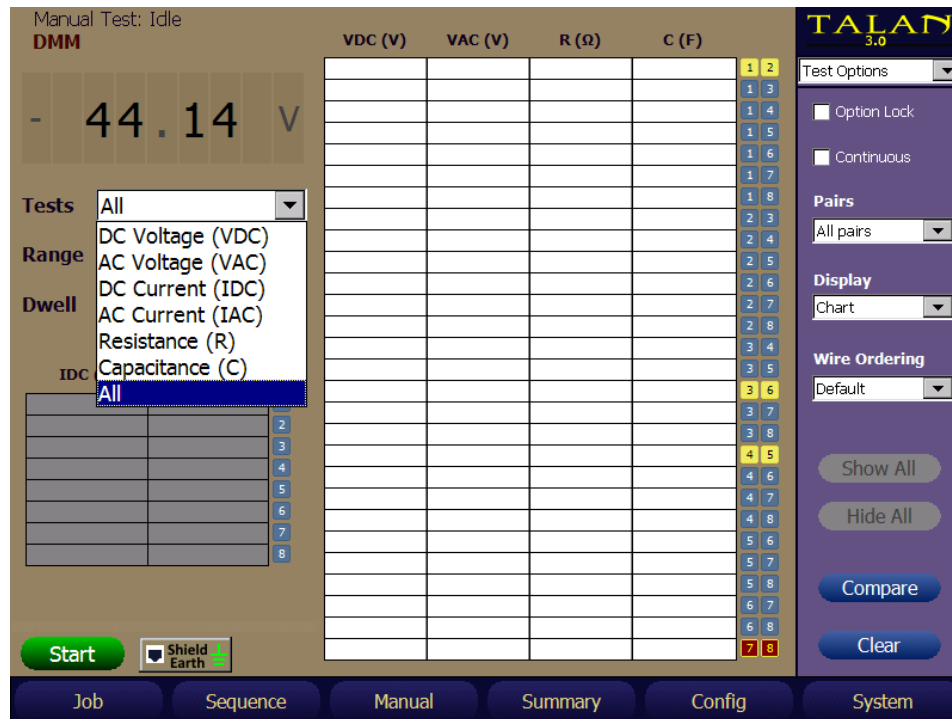 Manual Test: Idle
DMM
- 44.14 V
Tests All
DC Voltage (VDC)
AC Voltage (VAC)
DC Current (IDC)
AC Current (IAC)
Resistance (R)
Capacitance (C)
All
Range
Dwell
IDC
2
3
4
5
6
7
8
Start
Shield
Earth
VDC (V) VAC (V) R (Ω) C (F)
1 2
1 3
1 4
1 5
1 6
1 7
1 8
2 3
2 4
2 5
2 6
2 7
2 8
3 4
3 5
3 6
3 7
3 8
4 5
4 6
4 7
4 8
5 6
5 7
5 8
6 7
6 8
7 8
TALAN
3.0
Test Options
Option Lock
Continuous
Pairs
All pairs
Display
Chart
Wire Ordering
Default
Show All
Hide All
Compare
Clear
Job Sequence Manual Summary Config System